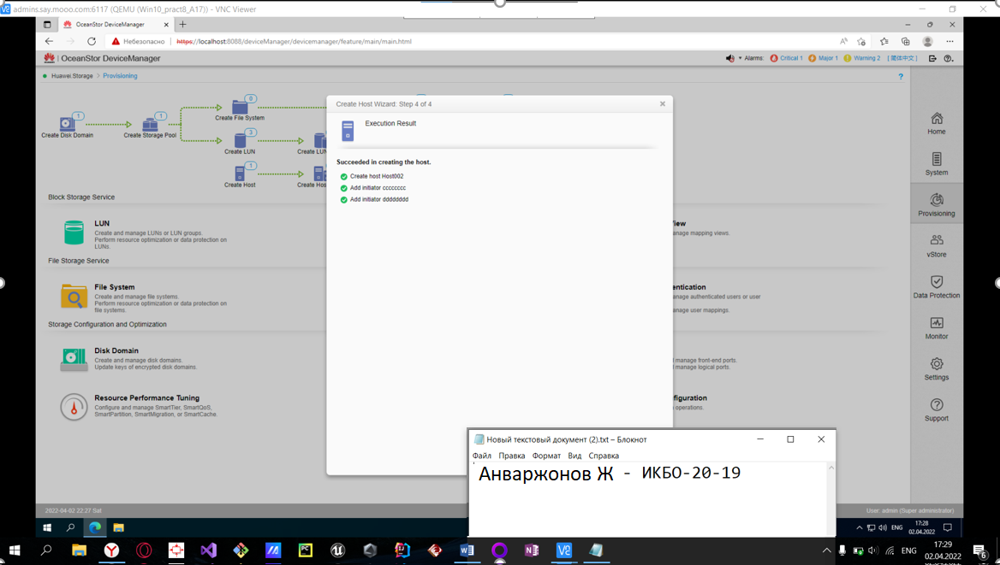 admins.say.mooo.com:6117 (QEMU (Win10_pract8_A17)) - VNC Viewer
OceanStor DeviceManager
Небезопасно
https://localhost:8088/deviceManager/devicemanager/feature/main/main.html
OceanStor DeviceManager
Alarms: Critical 1 Major 1 Warning 2 [简体中文]
Huawei.Storage > Provisioning
?
1
Create Disk Domain
1
Create Storage Pool
0
Create File System
3
Create LUN
Create LUN
1
Create Host
Create Hos
Block Storage Service
LUN
Create and manage LUNs or LUN groups.
Perform resource optimization or data protection on
LUNs.
File Storage Service
File System
Create and manage file systems.
Perform resource optimization or data protection on
file systems.
Storage Configuration and Optimization
Disk Domain
Create and manage disk domains.
Update keys of encrypted disk domains.
Resource Performance Tuning
Configure and manage SmartTier, SmartQoS,
SmartPartition, SmartMigration, or SmartCache.
Create Host Wizard: Step 4 of 4
Execution Result
Succeeded in creating the host.
Create host Host002
Add initiator cccccccc
Add initiator dddddddd
iew
anage mapping views.
entication
anage authenticated users or user
anage user mappings.
manage front-end ports.
manage logical ports.
figuration
operations.
Home
System
Provisioning
vStore
Data Protection
Monitor
Settings
Support
Новый текстовый документ (2).txt – Блокнот
Файл Правка Формат Вид Справка
Анваржонов Ж - ИКБО-20-19
2022-04-02 22:27 Sat
User: admin (Super administrator)
ENG
17:28
02.04.2022
ENG
17:29
02.04.2022
6